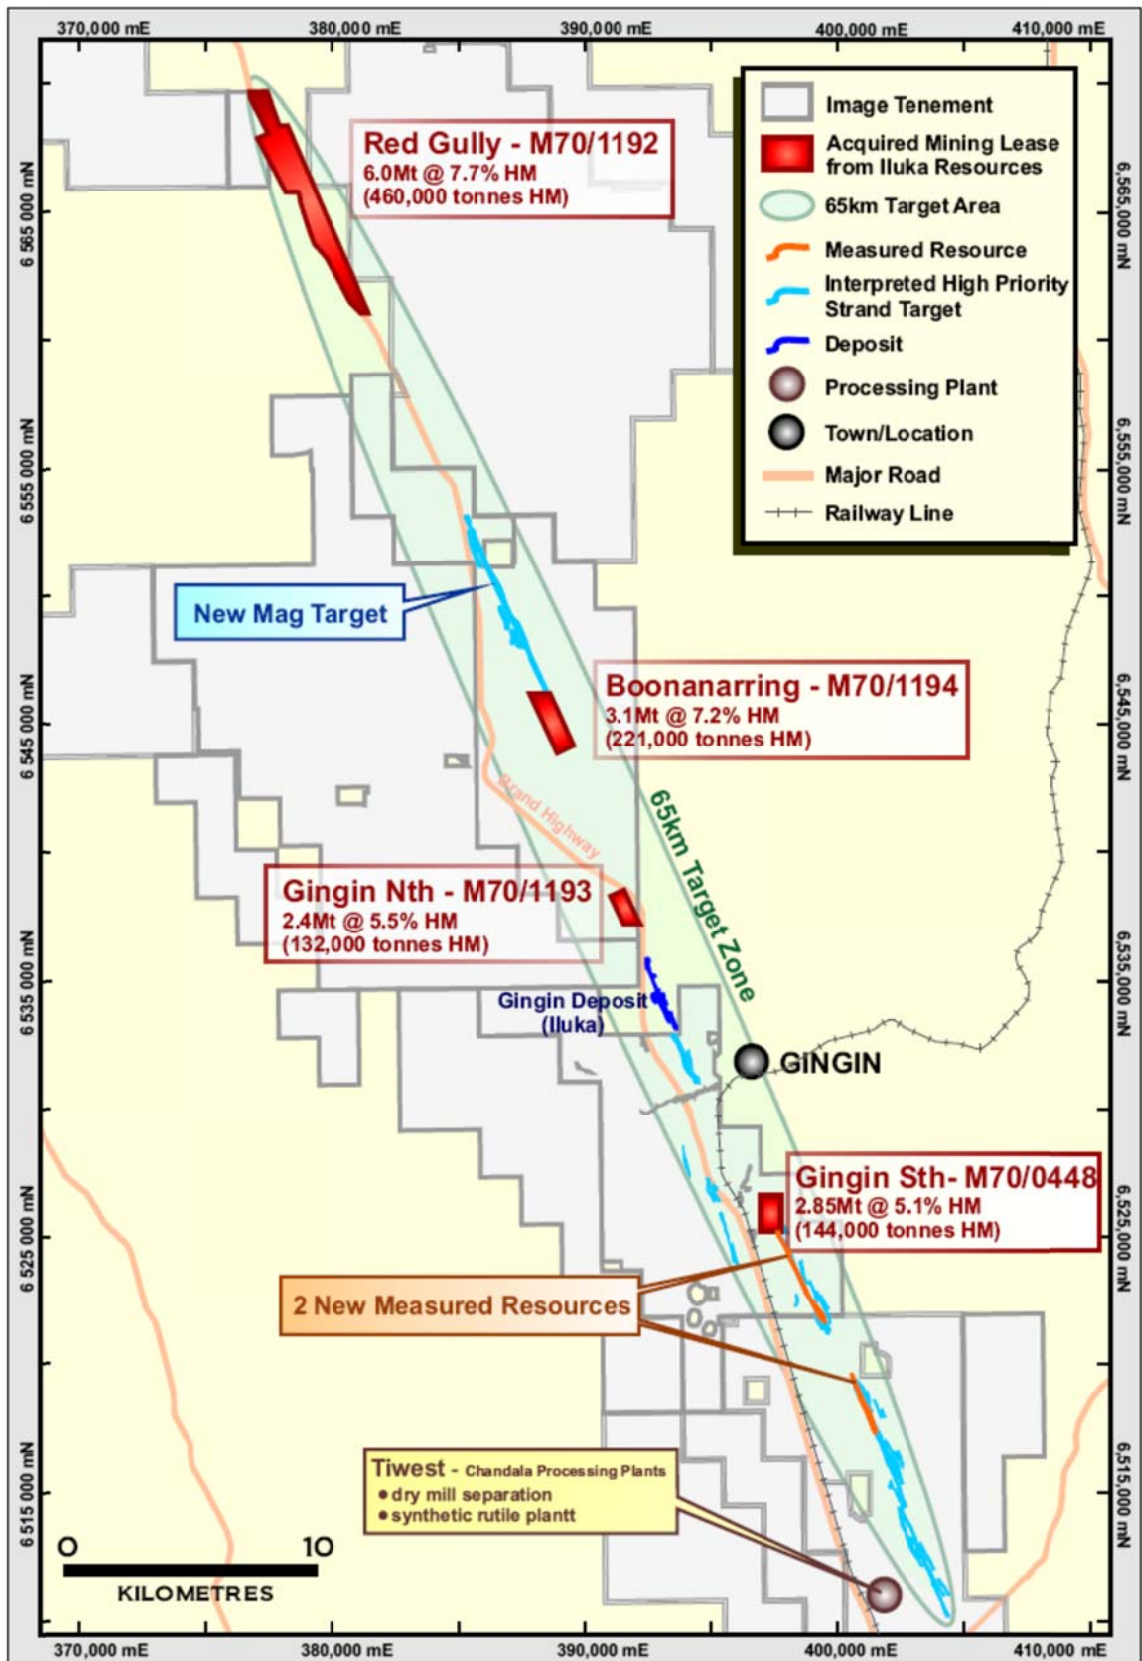 370,000 mE
380,000 mE
390,000 mE
400,000 mE
410,000 mE
Image Tenement
Acquired Mining Lease
from Iluka Resources
65km Target Area
Measured Resource
Interpreted High Priority
Strand Target
Deposit
Processing Plant
Town/Location
Major Road
Railway Line
Red Gully - M70/1192
6.0Mt @ 7.7% HM
(460,000 tonnes HM)
6 565 000 mN
6,565,000 mN
6 555 000 mN
6,555,000 mN
New Mag Target
Boonanarring - M70/1194
3.1Mt @ 7.2% HM
(221,000 tonnes HM)
6 545 000 mN
6,545,000 mN
Brand Highway
65km Target Zone
Gingin Nth - M70/1193
2.4Mt @ 5.5% HM
(132,000 tonnes HM)
6 535 000 mN
6,535,000 mN
Gingin Deposit
(Iluka)
GINGIN
Gingin Sth- M70/0448
2.85Mt @ 5.1% HM
(144,000 tonnes HM)
6 525 000 mN
6,525,000 mN
2 New Measured Resources
Tiwest - Chandala Processing Plants
• dry mill separation
• synthetic rutile plantt
6 515 000 mN
6,515,000 mN
0 10
KILOMETRES
370,000 mE
380,000 mE
390,000 mE
400,000 mE
410,000 mE